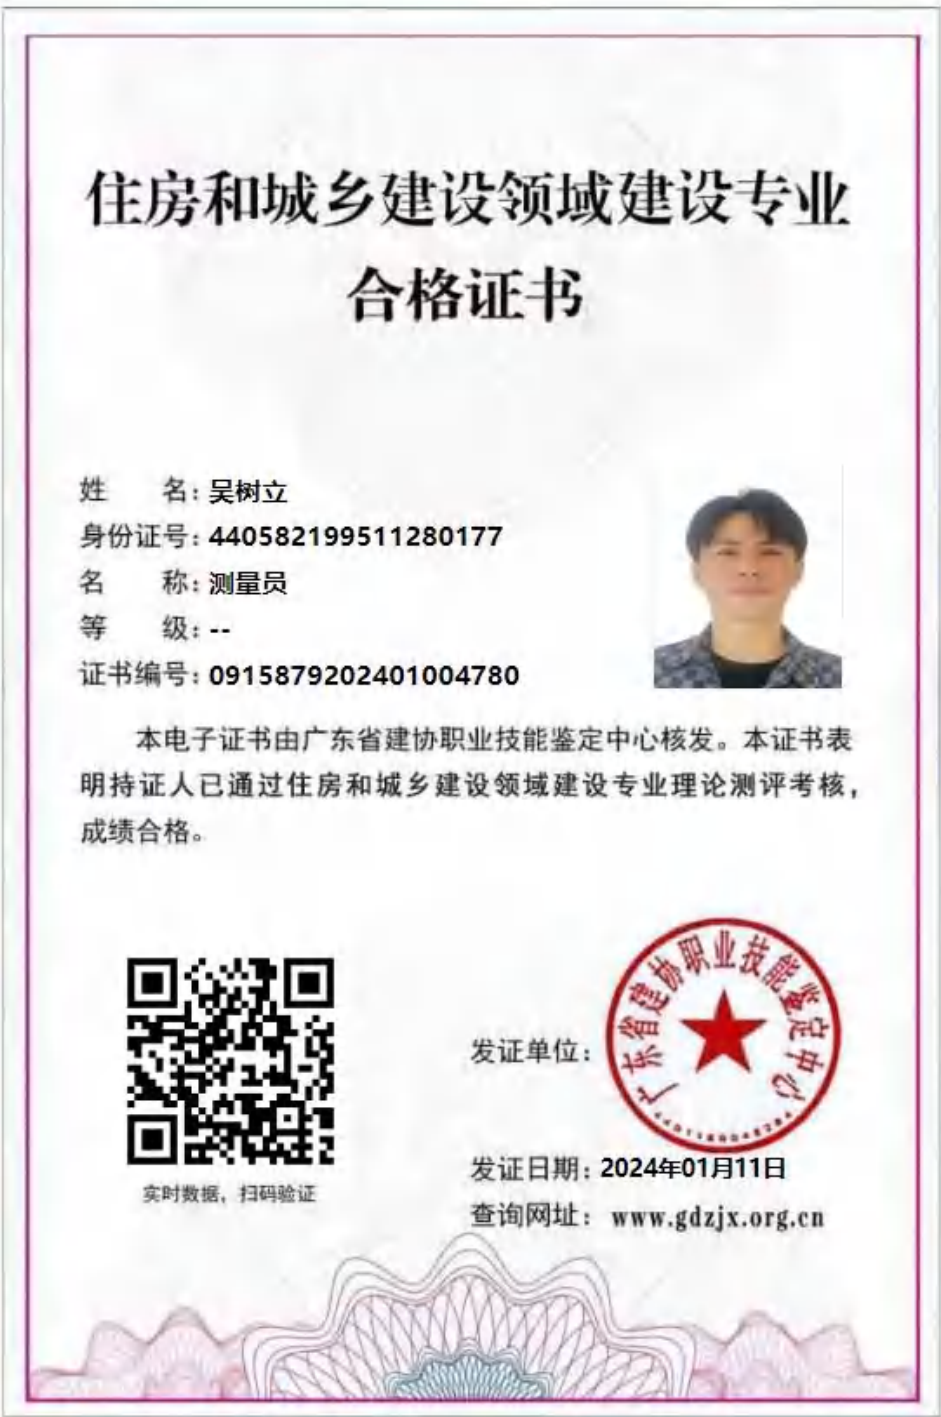 住房和城乡建设领域建设专业
合格证书
姓 名：吴树立
身份证号：440582199511280177
名 称：测量员
等 级：--
证书编号：0915879202401004780
本电子证书由广东省建协职业技能鉴定中心核发。本证书表
明持证人已通过住房和城乡建设领域建设专业理论测评考核，
成绩合格。
广东省建协职业技能鉴定中心
发证单位：
发证日期：2024年01月11日
实时数据，扫码验证
查询网址：www.gdzjx.org.cn